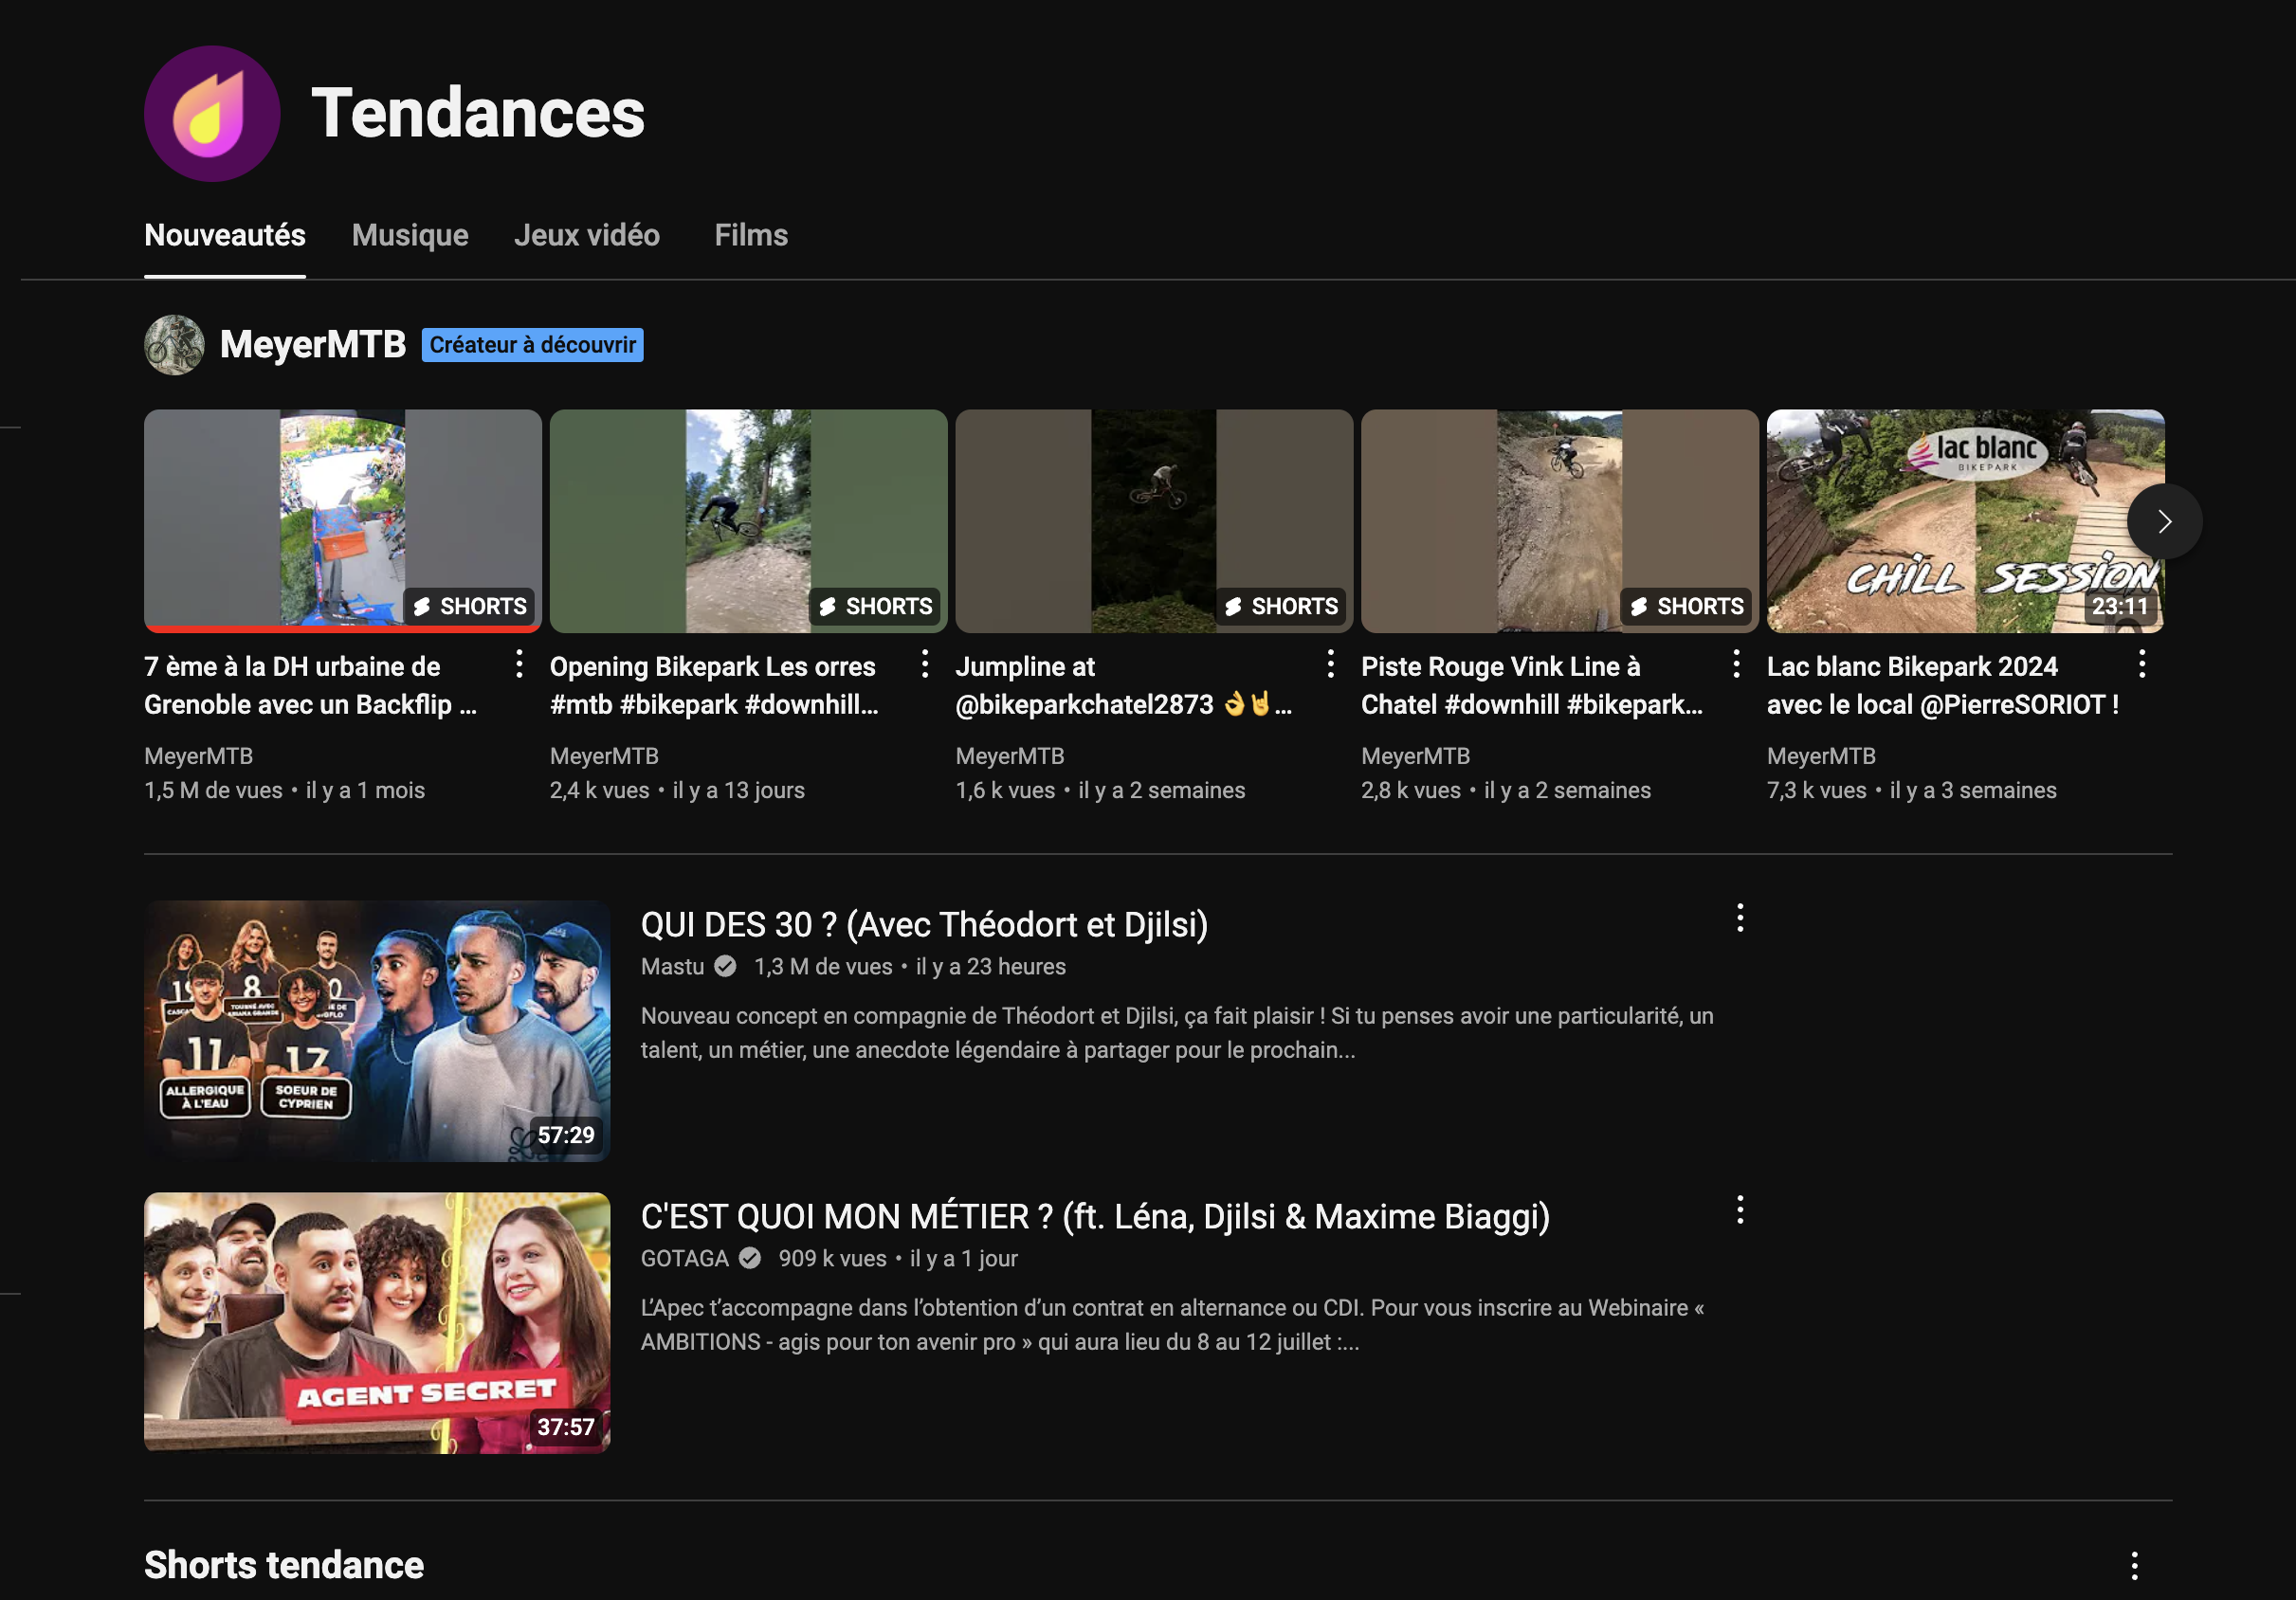 Tendances
Nouveautés Musique Jeux vidéo Films
MeyerMTB Créateur à découvrir
SHORTS
SHORTS
SHORTS
SHORTS
lac blanc
BIKEPARK
CHILL SESSION
23:11
7 ème à la DH urbaine de
Grenoble avec un Backflip ...
MeyerMTB
1,5 M de vues • il y a 1 mois
Opening Bikepark Les orres
#mtb #bikepark #downhill...
MeyerMTB
2,4 k vues • il y a 13 jours
Jumpline at
@bikeparkchatel2873 👌🤘...
MeyerMTB
1,6 k vues • il y a 2 semaines
Piste Rouge Vink Line à
Chatel #downhill #bikepark...
MeyerMTB
2,8 k vues • il y a 2 semaines
Lac blanc Bikepark 2024
avec le local @PierreSORIOT !
MeyerMTB
7,3 k vues • il y a 3 semaines
8
TOURNÉ AVEC
ARIANA GRANDE
11
17
ALLERGIQUE
À L'EAU
SOEUR DE
CYPRIEN
57:29
QUI DES 30 ? (Avec Théodort et Djilsi)
Mastu 1,3 M de vues • il y a 23 heures
Nouveau concept en compagnie de Théodort et Djilsi, ça fait plaisir ! Si tu penses avoir une particularité, un
talent, un métier, une anecdote légendaire à partager pour le prochain...
AGENT SECRET
37:57
C'EST QUOI MON MÉTIER ? (ft. Léna, Djilsi & Maxime Biaggi)
GOTAGA 909 k vues • il y a 1 jour
L’Apec t’accompagne dans l’obtention d’un contrat en alternance ou CDI. Pour vous inscrire au Webinaire «
AMBITIONS - agis pour ton avenir pro » qui aura lieu du 8 au 12 juillet :...
Shorts tendance